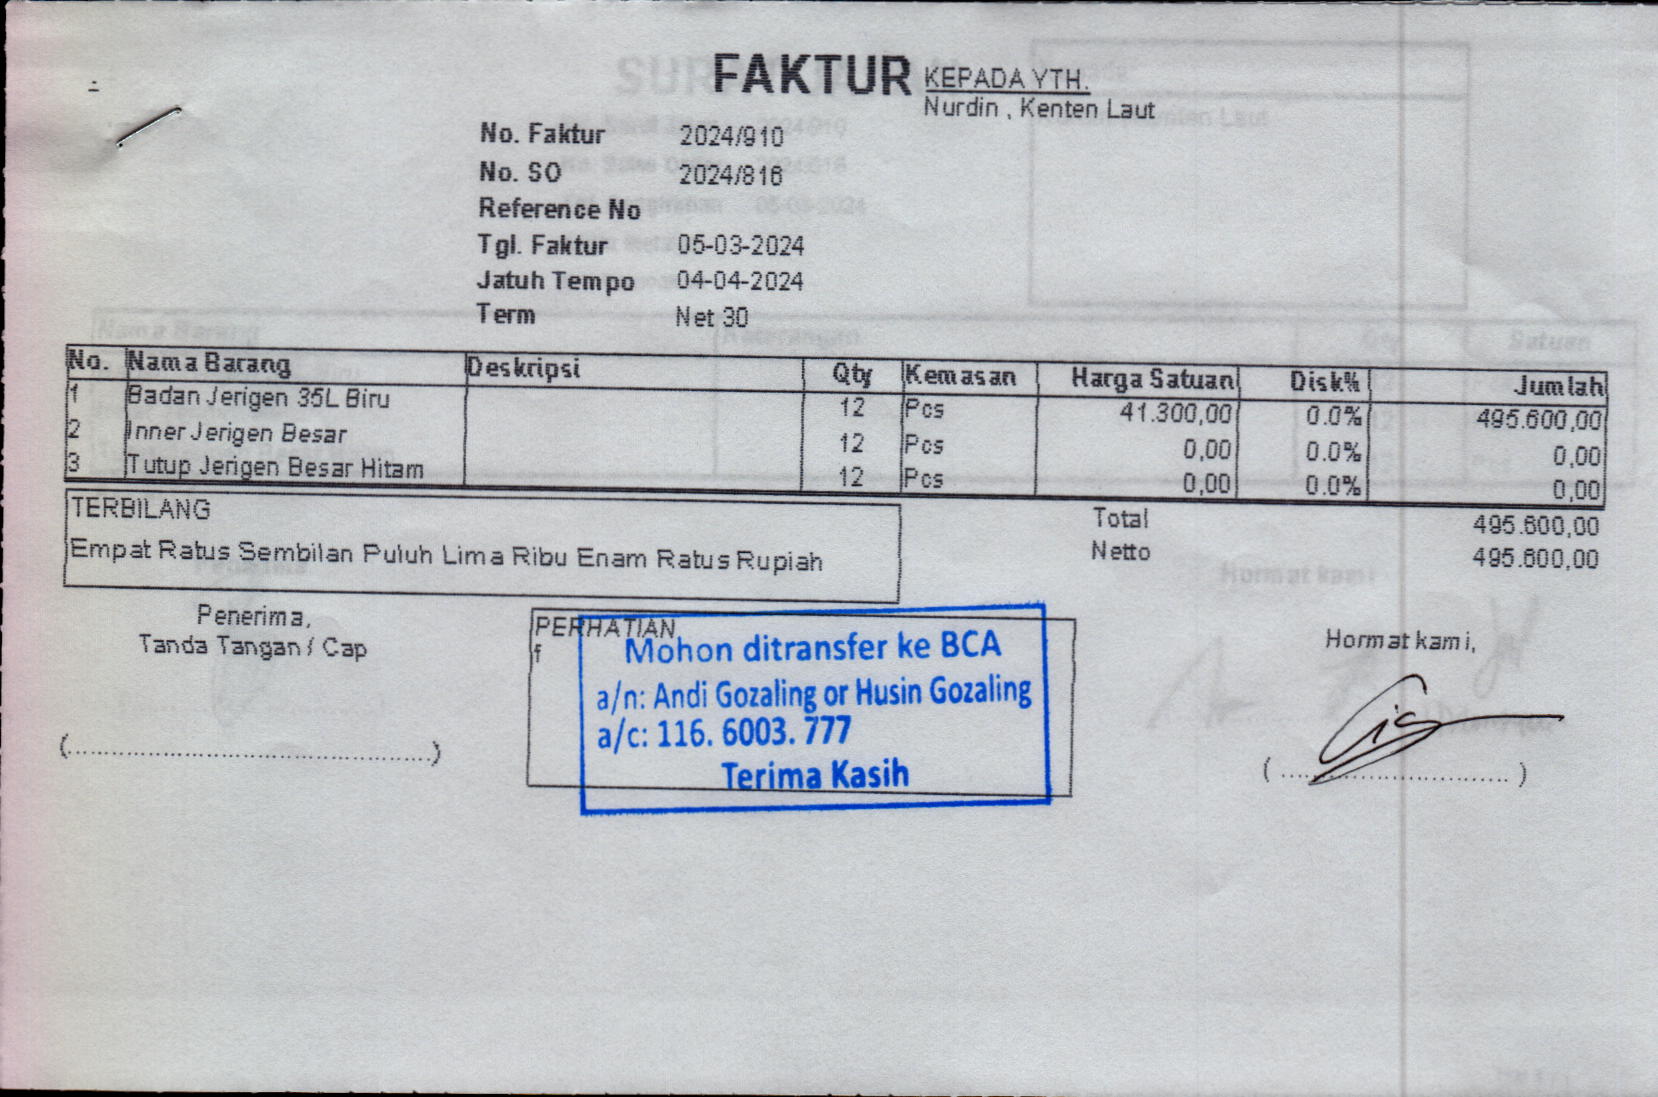 FAKTUR
KEPADA YTH.
Nurdin , Kenten Laut
No. Faktur 2024/910
No. SO 2024/816
Reference No
Tgl. Faktur 05-03-2024
Jatuh Tempo 04-04-2024
Term Net 30
No. Nama Barang Deskripsi Qty Kemasan Harga Satuan Disk% Jumlah
1 Badan Jerigen 35L Biru 12 Pcs 41.300,00 0.0% 495.600,00
2 Inner Jerigen Besar 12 Pcs 0,00 0.0% 0,00
3 Tutup Jerigen Besar Hitam 12 Pcs 0,00 0.0% 0,00
TERBILANG
Empat Ratus Sembilan Puluh Lima Ribu Enam Ratus Rupiah
Total 495.600,00
Netto 495.600,00
Penerima,
Tanda Tangan / Cap
(............................................)
PERHATIAN
f
Mohon ditransfer ke BCA
a/n: Andi Gozaling or Husin Gozaling
a/c: 116. 6003. 777
Terima Kasih
Hormat kami,
(............................)